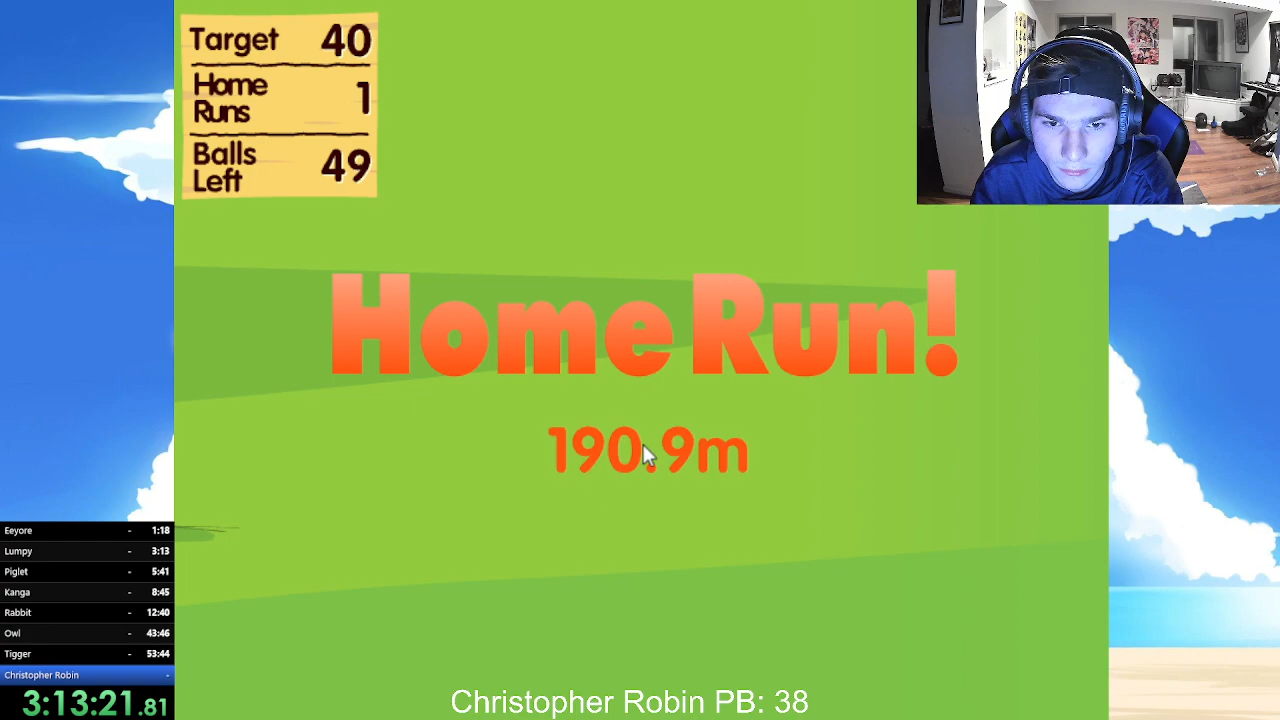 Target 40
Home Runs 1
Balls Left 49
Home Run!
190.9m
Eeyore - 1:18
Lumpy - 3:13
Piglet - 5:41
Kanga - 8:45
Rabbit - 12:40
Owl - 43:46
Tigger - 53:44
Christopher Robin -
3:13:21.81
Christopher Robin PB: 38